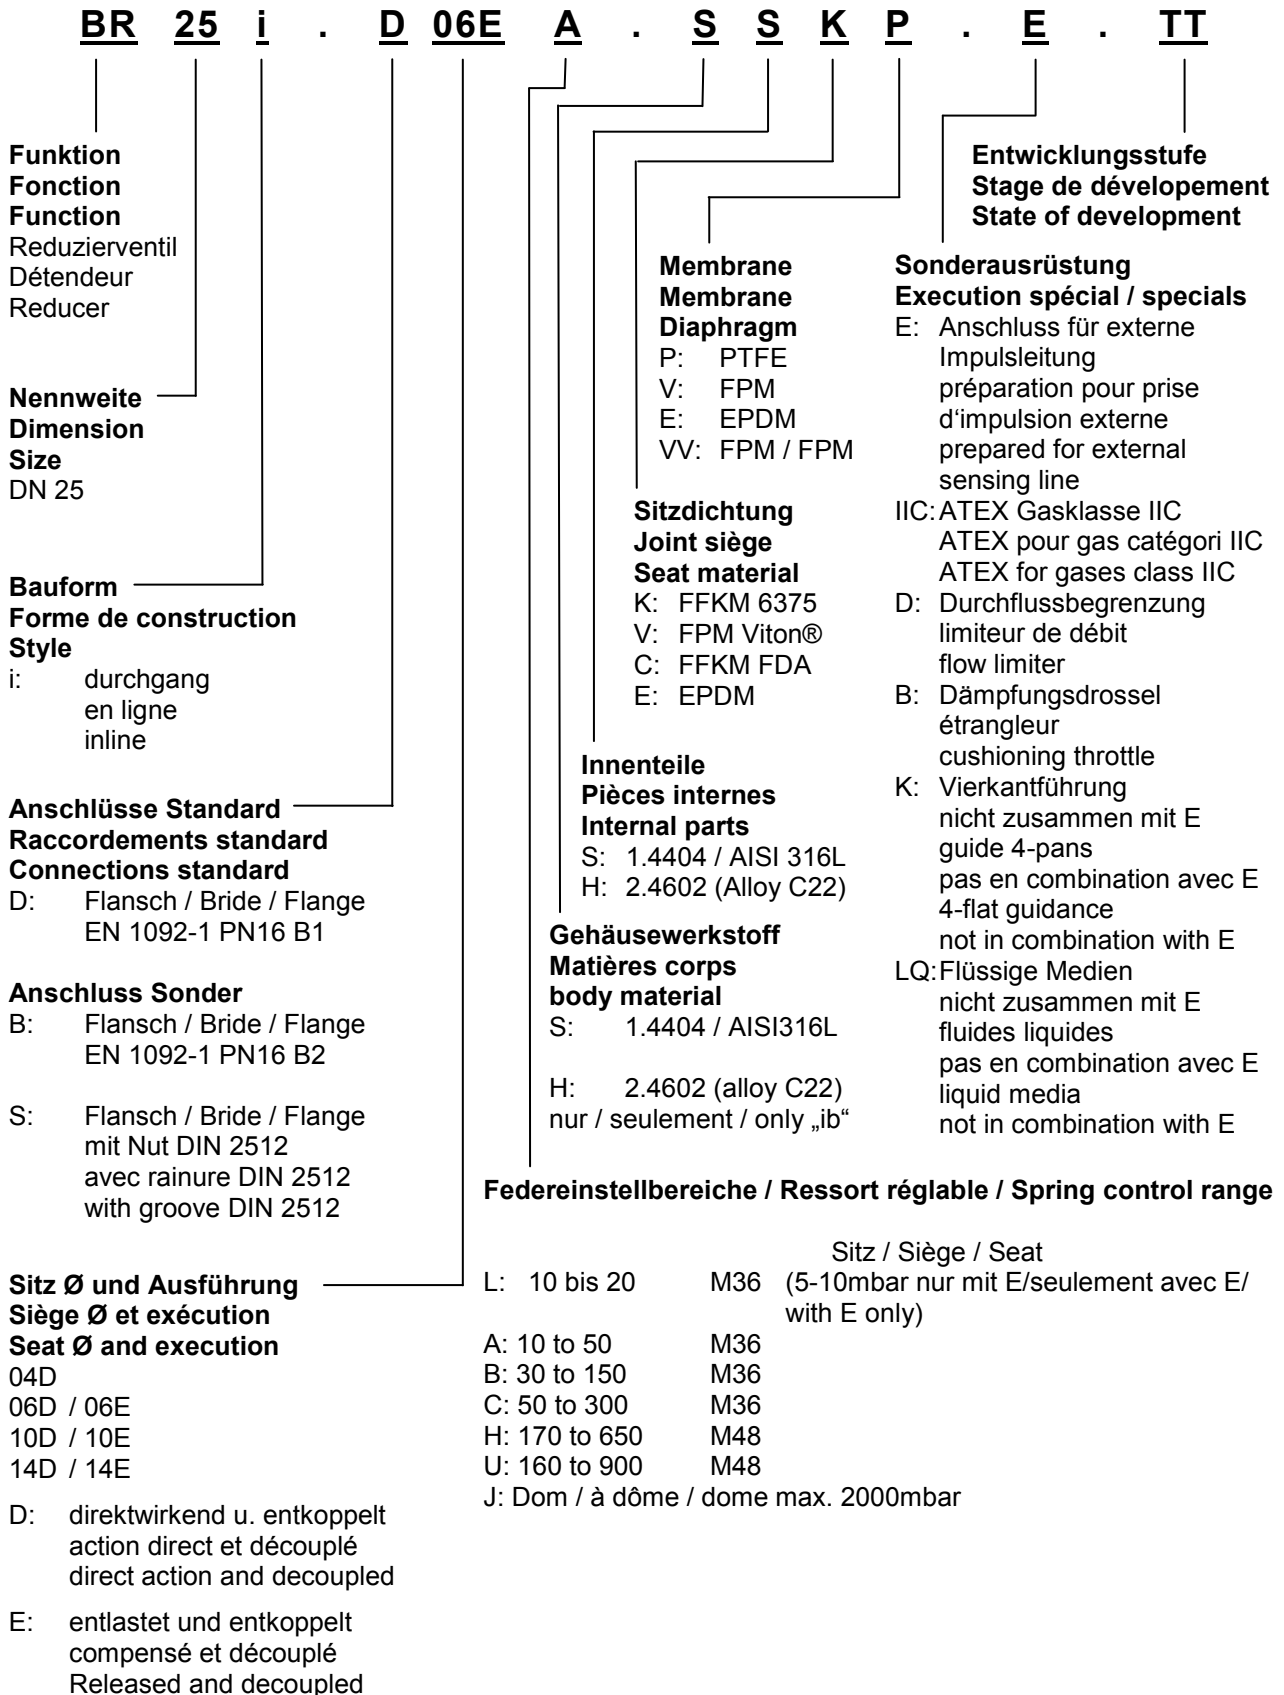 BR 25 i . D 06E A . S S K P . E . TT
Funktion
Fonction
Function
Reduzierventil
Détendeur
Reducer
Nennweite
Dimension
Size
DN 25
Bauform
Forme de construction
Style
i: durchgang
en ligne
inline
Anschlüsse Standard
Raccordements standard
Connections standard
D: Flansch / Bride / Flange
EN 1092-1 PN16 B1
Anschluss Sonder
B: Flansch / Bride / Flange
EN 1092-1 PN16 B2
S: Flansch / Bride / Flange
mit Nut DIN 2512
avec rainure DIN 2512
with groove DIN 2512
Sitz Ø und Ausführung
Siège Ø et exécution
Seat Ø and execution
04D
06D / 06E
10D / 10E
14D / 14E
D: direktwirkend u. entkoppelt
action direct et découplé
direct action and decoupled
E: entlastet und entkoppelt
compensé et découplé
Released and decoupled
Federeinstellbereiche / Ressort réglable / Spring control range
Sitz / Siège / Seat
L: 10 bis 20 M36 (5-10mbar nur mit E/seulement avec E/
with E only)
A: 10 to 50 M36
B: 30 to 150 M36
C: 50 to 300 M36
H: 170 to 650 M48
U: 160 to 900 M48
J: Dom / à dôme / dome max. 2000mbar
Gehäusewerkstoff
Matières corps
body material
S: 1.4404 / AISI316L
H: 2.4602 (alloy C22)
nur / seulement / only „ib“
Innenteile
Pièces internes
Internal parts
S: 1.4404 / AISI 316L
H: 2.4602 (Alloy C22)
Sitzdichtung
Joint siège
Seat material
K: FFKM 6375
V: FPM Viton®
C: FFKM FDA
E: EPDM
Membrane
Membrane
Diaphragm
P: PTFE
V: FPM
E: EPDM
VV: FPM / FPM
Sonderausrüstung
Execution spécial / specials
E: Anschluss für externe
Impulsleitung
préparation pour prise
d‘impulsion externe
prepared for external
sensing line
IIC: ATEX Gasklasse IIC
ATEX pour gas catégori IIC
ATEX for gases class IIC
D: Durchflussbegrenzung
limiteur de débit
flow limiter
B: Dämpfungsdrossel
étrangleur
cushioning throttle
K: Vierkantführung
nicht zusammen mit E
guide 4-pans
pas en combination avec E
4-flat guidance
not in combination with E
LQ: Flüssige Medien
nicht zusammen mit E
fluides liquides
pas en combination avec E
liquid media
not in combination with E
Entwicklungsstufe
Stage de dévelopement
State of development